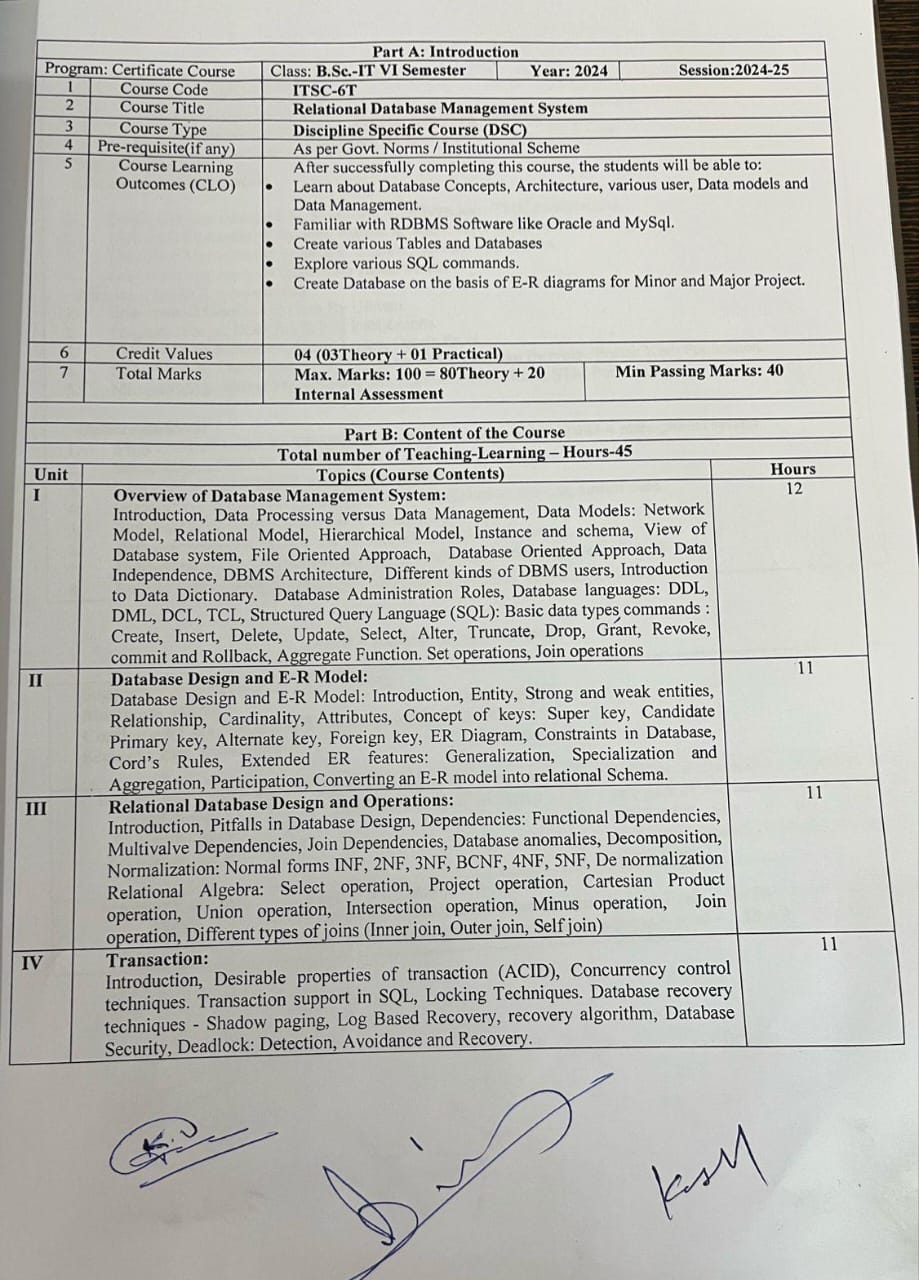 Part A: Introduction
Program: Certificate Course Class: B.Sc.-IT VI Semester Year: 2024 Session:2024-25
1 Course Code ITSC-6T
2 Course Title Relational Database Management System
3 Course Type Discipline Specific Course (DSC)
4 Pre-requisite(if any) As per Govt. Norms / Institutional Scheme
5 Course Learning After successfully completing this course, the students will be able to:
Outcomes (CLO) • Learn about Database Concepts, Architecture, various user, Data models and
Data Management.
• Familiar with RDBMS Software like Oracle and MySql.
• Create various Tables and Databases
• Explore various SQL commands.
• Create Database on the basis of E-R diagrams for Minor and Major Project.
6 Credit Values 04 (03Theory + 01 Practical)
7 Total Marks Max. Marks: 100 = 80Theory + 20 Min Passing Marks: 40
Internal Assessment
Part B: Content of the Course
Total number of Teaching-Learning – Hours-45
Unit Topics (Course Contents) Hours
I Overview of Database Management System: 12
Introduction, Data Processing versus Data Management, Data Models: Network
Model, Relational Model, Hierarchical Model, Instance and schema, View of
Database system, File Oriented Approach, Database Oriented Approach, Data
Independence, DBMS Architecture, Different kinds of DBMS users, Introduction
to Data Dictionary. Database Administration Roles, Database languages: DDL,
DML, DCL, TCL, Structured Query Language (SQL): Basic data types commands :
Create, Insert, Delete, Update, Select, Alter, Truncate, Drop, Grant, Revoke,
commit and Rollback, Aggregate Function. Set operations, Join operations
II Database Design and E-R Model: 11
Database Design and E-R Model: Introduction, Entity, Strong and weak entities,
Relationship, Cardinality, Attributes, Concept of keys: Super key, Candidate
Primary key, Alternate key, Foreign key, ER Diagram, Constraints in Database,
Cord's Rules, Extended ER features: Generalization, Specialization and
Aggregation, Participation, Converting an E-R model into relational Schema.
III Relational Database Design and Operations: 11
Introduction, Pitfalls in Database Design, Dependencies: Functional Dependencies,
Multivalve Dependencies, Join Dependencies, Database anomalies, Decomposition,
Normalization: Normal forms INF, 2NF, 3NF, BCNF, 4NF, 5NF, De normalization
Relational Algebra: Select operation, Project operation, Cartesian Product
operation, Union operation, Intersection operation, Minus operation, Join
operation, Different types of joins (Inner join, Outer join, Self join)
IV Transaction: 11
Introduction, Desirable properties of transaction (ACID), Concurrency control
techniques. Transaction support in SQL, Locking Techniques. Database recovery
techniques - Shadow paging, Log Based Recovery, recovery algorithm, Database
Security, Deadlock: Detection, Avoidance and Recovery.